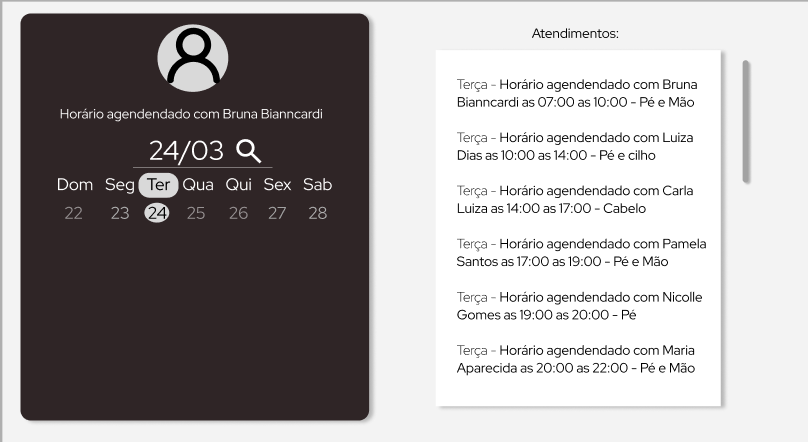 Horário agendendado com Bruna Bianncardi
24/03
Dom Seg Ter Qua Qui Sex Sab
22 23 24 25 26 27 28
Atendimentos:
Terça - Horário agendendado com Bruna
Bianncardi as 07:00 as 10:00 - Pé e Mão
Terça - Horário agendendado com Luiza
Dias as 10:00 as 14:00 - Pé e cilho
Terça - Horário agendendado com Carla
Luiza as 14:00 as 17:00 - Cabelo
Terça - Horário agendendado com Pamela
Santos as 17:00 as 19:00 - Pé e Mão
Terça - Horário agendendado com Nicolle
Gomes as 19:00 as 20:00 - Pé
Terça - Horário agendendado com Maria
Aparecida as 20:00 as 22:00 - Pé e Mão